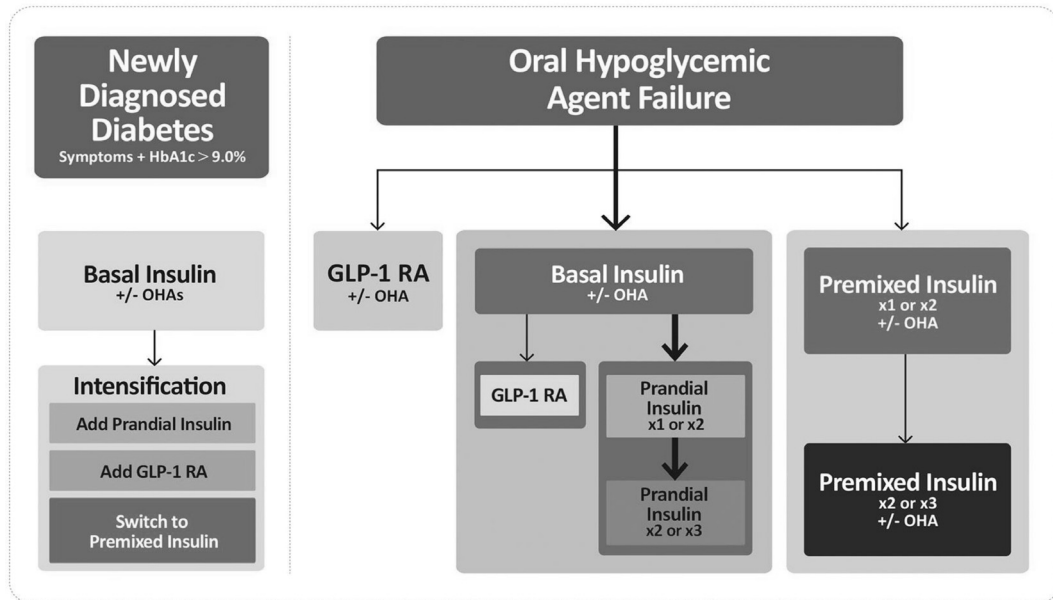 Newly
Diagnosed
Diabetes
Symptoms + HbA1c > 9.0%
Basal Insulin
+/- OHAs
Intensification
Add Prandial Insulin
Add GLP-1 RA
Switch to
Premixed Insulin
Oral Hypoglycemic
Agent Failure
GLP-1 RA
+/- OHA
Basal Insulin
+/- OHA
GLP-1 RA
Prandial
Insulin
x1 or x2
Prandial
Insulin
x2 or x3
Premixed Insulin
x1 or x2
+/- OHA
Premixed Insulin
x2 or x3
+/- OHA